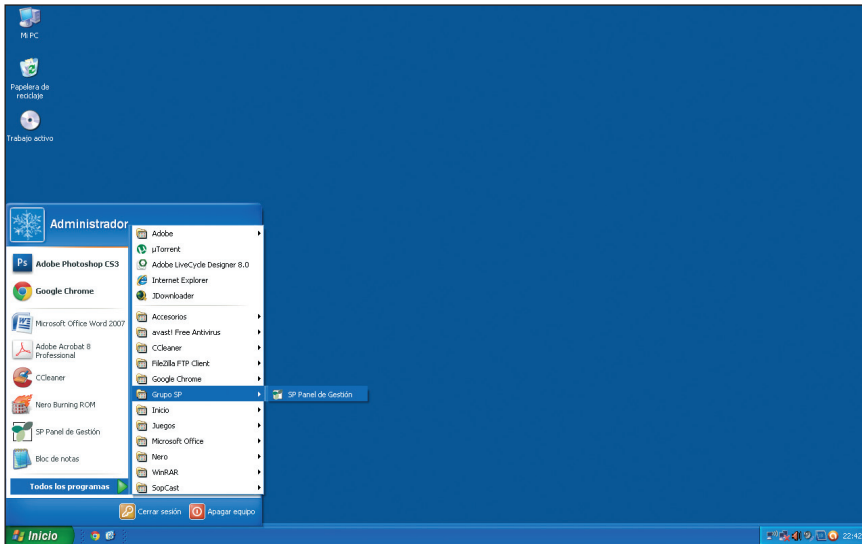 Mi PC
Papelera de
reciclaje
Trabajo activo
Administrador
Ps
Adobe Photoshop CS3
Google Chrome
Microsoft Office Word 2007
Adobe Acrobat 8
Professional
CCleaner
Nero Burning ROM
SP Panel de Gestión
Bloc de notas
Todos los programas
Adobe
µTorrent
Adobe LiveCycle Designer 8.0
Internet Explorer
JDownloader
Accesorios
avast! Free Antivirus
CCleaner
FileZilla FTP Client
Google Chrome
Grupo SP
SP Panel de Gestión
Inicio
Juegos
Microsoft Office
Nero
WinRAR
SopCast
Cerrar sesión
Apagar equipo
Inicio
22:42